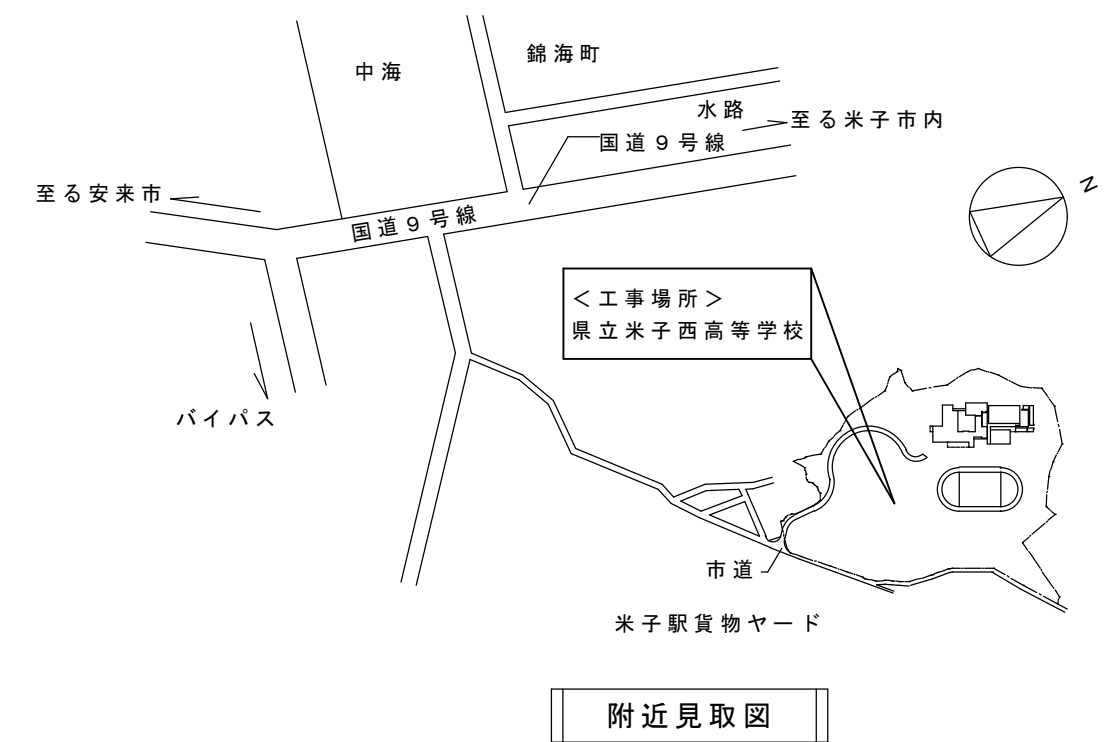 錦海町
中海
水路
至る米子市内
国道９号線
至る安来市
国道９号線
N
＜工事場所＞
県立米子西高等学校
バイパス
市道
米子駅貨物ヤード
附近見取図